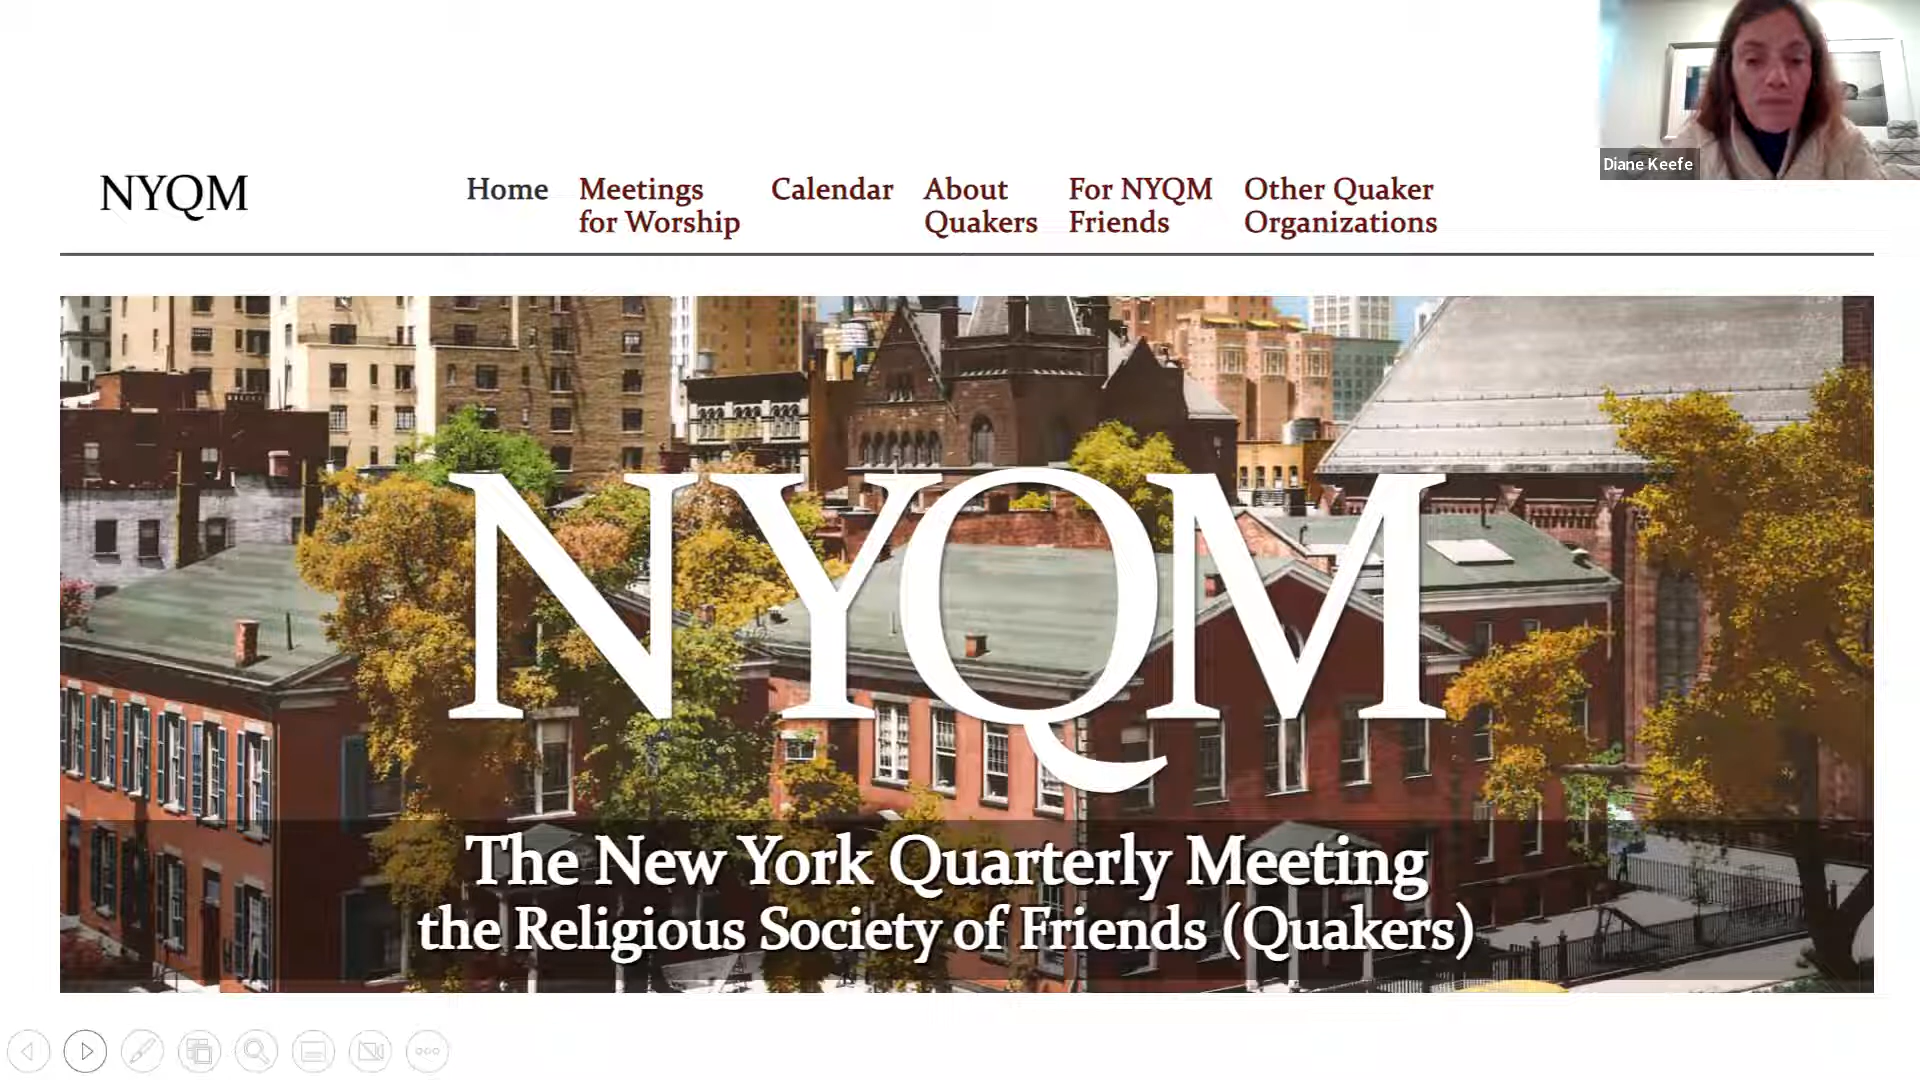 Diane Keefe
NYQM
Home
Meetings
for Worship
Calendar
About
Quakers
For NYQM
Friends
Other Quaker
Organizations
NYQM
The New York Quarterly Meeting
the Religious Society of Friends (Quakers)